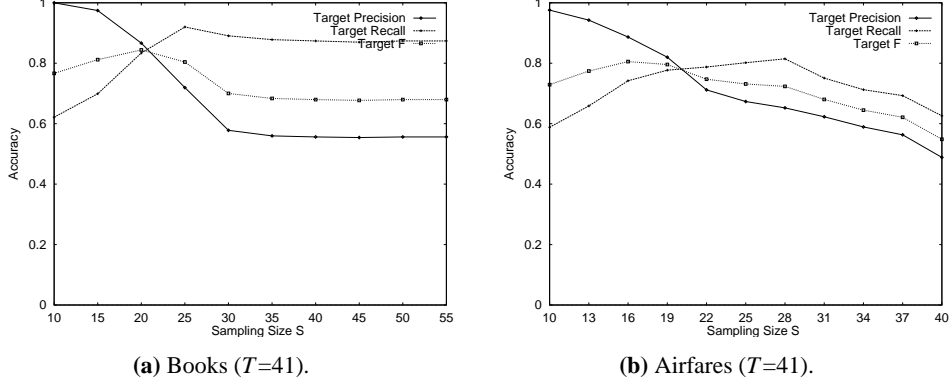 1
0.8
0.6
0.4
0.2
0
Accuracy
Target Precision
Target Recall
Target F
10 15 20 25 30 35 40 45 50 55
Sampling Size S
(a) Books (T=41).
1
0.8
0.6
0.4
0.2
0
Accuracy
Target Precision
Target Recall
Target F
10 13 16 19 22 25 28 31 34 37 40
Sampling Size S
(b) Airfares (T=41).